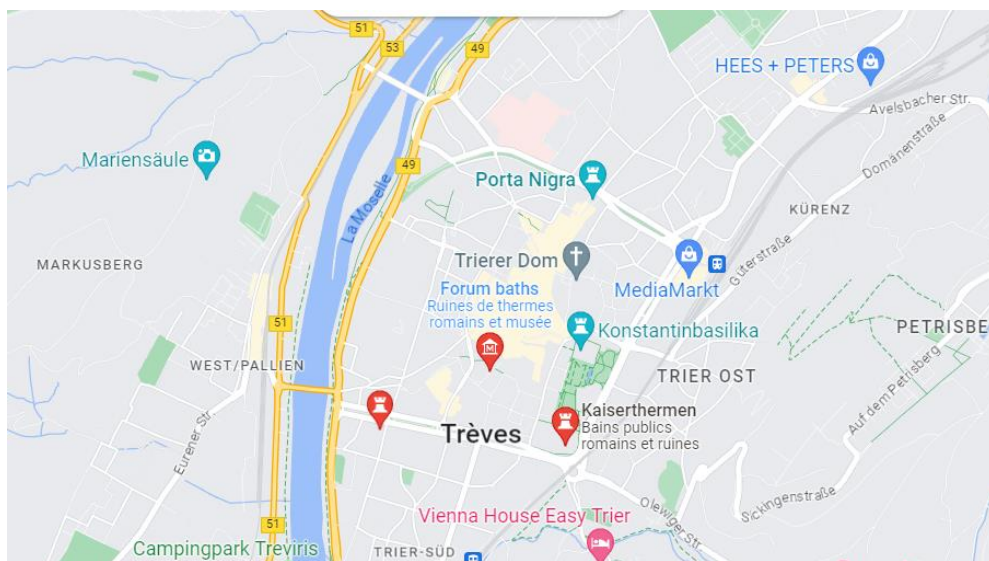 51
53
49
HEES + PETERS
Avelsbacher Str.
Domänenstraße
Mariensäule
49
La Moselle
Porta Nigra
KÜRENZ
MARKUSBERG
Trierer Dom
Güterstraße
Forum baths
Ruines de thermes
romains et musée
MediaMarkt
51
Konstantinbasilika
PETRISBE
WEST/PALLIEN
TRIER OST
Auf dem Petrisberg
Kaiserthermen
Bains publics
romains et ruines
Trèves
Eurener Str.
Sickingenstraße
Olewiger Str.
51
Vienna House Easy Trier
Campingpark Treviris
TRIER-SÜD